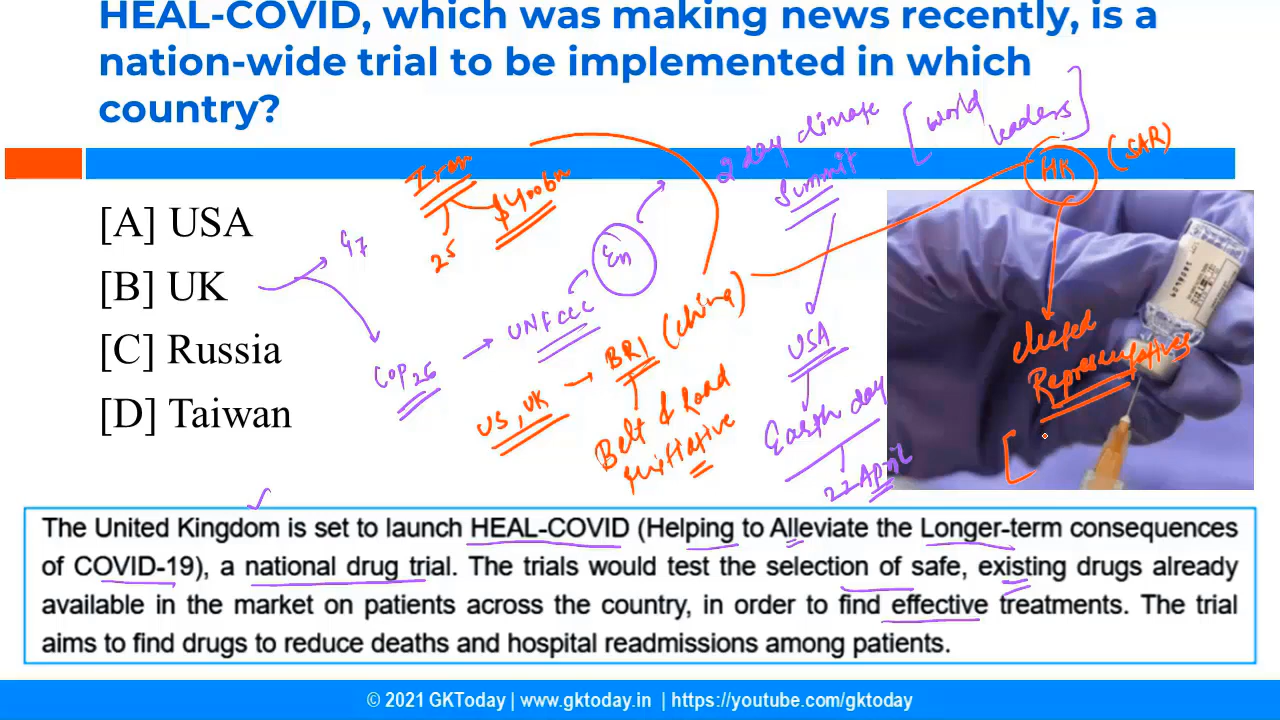 HEAL-COVID, which was making news recently, is a
nation-wide trial to be implemented in which
country?
2 day climate
Summit
[world
leaders]
HK (SAR)
Iran
$400bn
25
[A] USA
G7
[B] UK
En
[C] Russia
COP26
UNFCCC
BRI (China)
USA
elected
Representatives
[D] Taiwan
US, UK
Belt & Road
Initiative
Earth day
22 April
The United Kingdom is set to launch HEAL-COVID (Helping to Alleviate the Longer-term consequences
of COVID-19), a national drug trial. The trials would test the selection of safe, existing drugs already
available in the market on patients across the country, in order to find effective treatments. The trial
aims to find drugs to reduce deaths and hospital readmissions among patients.
© 2021 GKToday | www.gktoday.in | https://youtube.com/gktoday